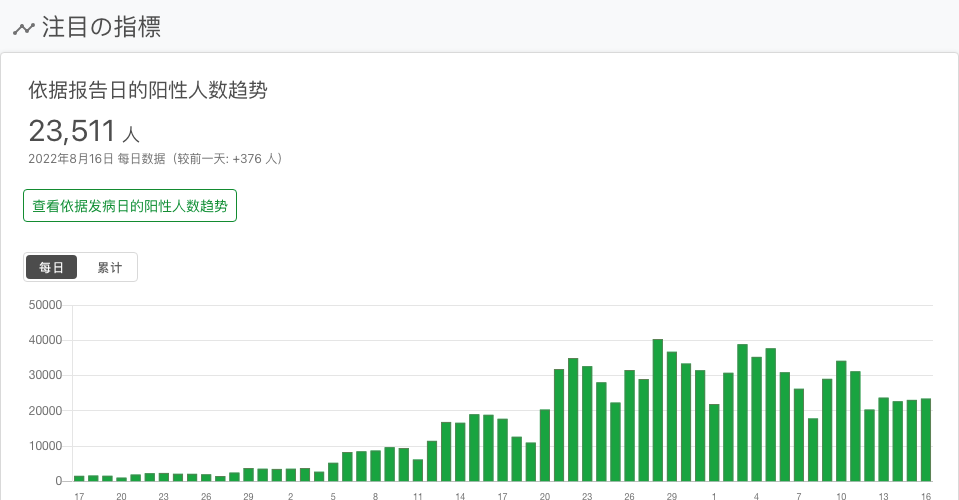 注目の指標
依据报告日的阳性人数趋势
23,511 人
2022年8月16日 每日数据（较前一天: +376 人）
查看依据发病日的阳性人数趋势
每日 累计
50000
40000
30000
20000
10000
0
17 20 23 26 29 2 5 8 11 14 17 20 23 26 29 1 4 7 10 13 16